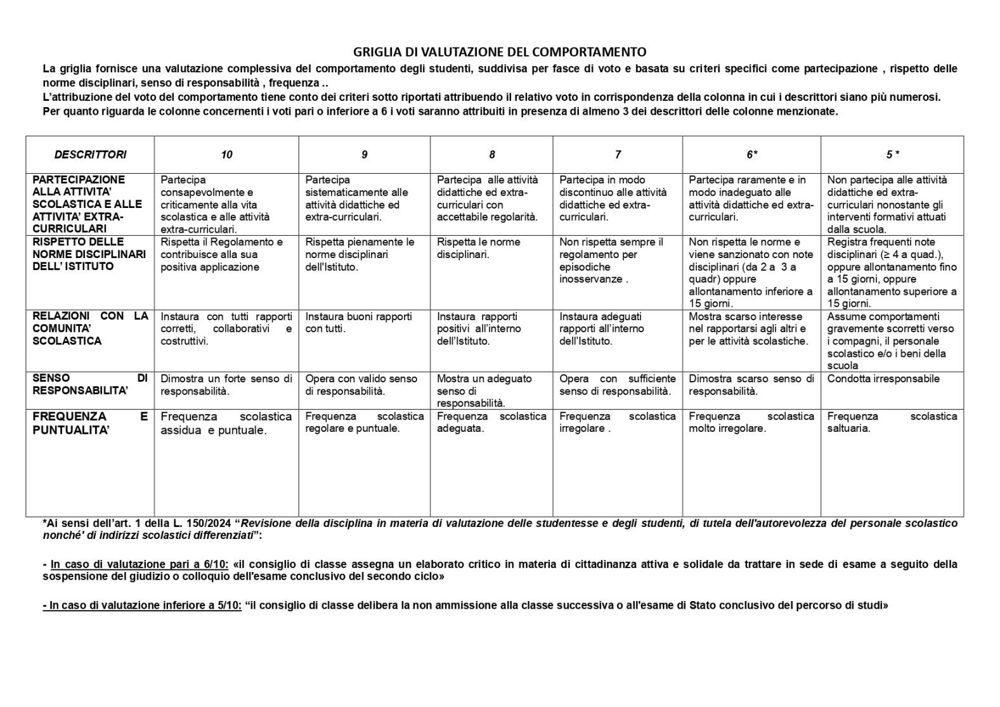 GRIGLIA DI VALUTAZIONE DEL COMPORTAMENTO
La griglia fornisce una valutazione complessiva del comportamento degli studenti, suddivisa per fasce di voto e basata su criteri specifici come partecipazione , rispetto delle
norme disciplinari, senso di responsabilità , frequenza ..
L’attribuzione del voto del comportamento tiene conto dei criteri sotto riportati attribuendo il relativo voto in corrispondenza della colonna in cui i descrittori siano più numerosi.
Per quanto riguarda le colonne concernenti i voti pari o inferiore a 6 i voti saranno attribuiti in presenza di almeno 3 dei descrittori delle colonne menzionate.
DESCRITTORI
10
9
8
7
6*
5 *
PARTECIPAZIONE
ALLA ATTIVITA’
SCOLASTICA E ALLE
ATTIVITA’ EXTRA-
CURRICULARI
Partecipa
consapevolmente e
criticamente alla vita
scolastica e alle attività
extra-curriculari.
Partecipa
sistematicamente alle
attività didattiche ed
extra-curriculari.
Partecipa  alle attività
didattiche ed extra-
curriculari con
accettabile regolarità.
Partecipa in modo
discontinuo alle attività
didattiche ed extra-
curriculari.
Partecipa raramente e in
modo inadeguato alle
attività didattiche ed extra-
curriculari.
Non partecipa alle attività
didattiche ed extra-
curriculari nonostante gli
interventi formativi attuati
dalla scuola.
RISPETTO DELLE
NORME DISCIPLINARI
DELL’ ISTITUTO
Rispetta il Regolamento e
contribuisce alla sua
positiva applicazione
Rispetta pienamente le
norme disciplinari
dell'Istituto.
Rispetta le norme
disciplinari.
Non rispetta sempre il
regolamento per
episodiche
inosservanze .
Non rispetta le norme e
viene sanzionato con note
disciplinari (da 2 a  3 a
quadr) oppure
allontanamento inferiore a
15 giorni.
Registra frequenti note
disciplinari (≥ 4 a quad.),
oppure allontanamento fino
a 15 giorni, oppure
allontanamento superiore a
15 giorni.
RELAZIONI CON LA
COMUNITA’
SCOLASTICA
Instaura con tutti rapporti
corretti, collaborativi e
costruttivi.
Instaura buoni rapporti
con tutti.
Instaura  rapporti
positivi  all’interno
dell’Istituto.
Instaura adeguati
rapporti all’interno
dell’Istituto.
Mostra scarso interesse
nel rapportarsi agli altri e
per le attività scolastiche.
Assume comportamenti
gravemente scorretti verso
i compagni, il personale
scolastico e/o i beni della
scuola
SENSO DI
RESPONSABILITA’
Dimostra un forte senso di
responsabilità.
Opera con valido senso
di responsabilità.
Mostra un adeguato
senso di
responsabilità.
Opera con sufficiente
senso di responsabilità.
Dimostra scarso senso di
responsabilità.
Condotta irresponsabile
FREQUENZA E
PUNTUALITA’
Frequenza scolastica
assidua  e puntuale.
Frequenza scolastica
regolare e puntuale.
Frequenza scolastica
adeguata.
Frequenza scolastica
irregolare .
Frequenza scolastica
molto irregolare.
Frequenza scolastica
saltuaria.
*Ai sensi dell’art. 1 della L. 150/2024 “Revisione della disciplina in materia di valutazione delle studentesse e degli studenti, di tutela dell'autorevolezza del personale scolastico
nonché' di indirizzi scolastici differenziati”:
- In caso di valutazione pari a 6/10: «il consiglio di classe assegna un elaborato critico in materia di cittadinanza attiva e solidale da trattare in sede di esame a seguito della
sospensione del giudizio o colloquio dell'esame conclusivo del secondo ciclo»
- In caso di valutazione inferiore a 5/10: “il consiglio di classe delibera la non ammissione alla classe successiva o all'esame di Stato conclusivo del percorso di studi»